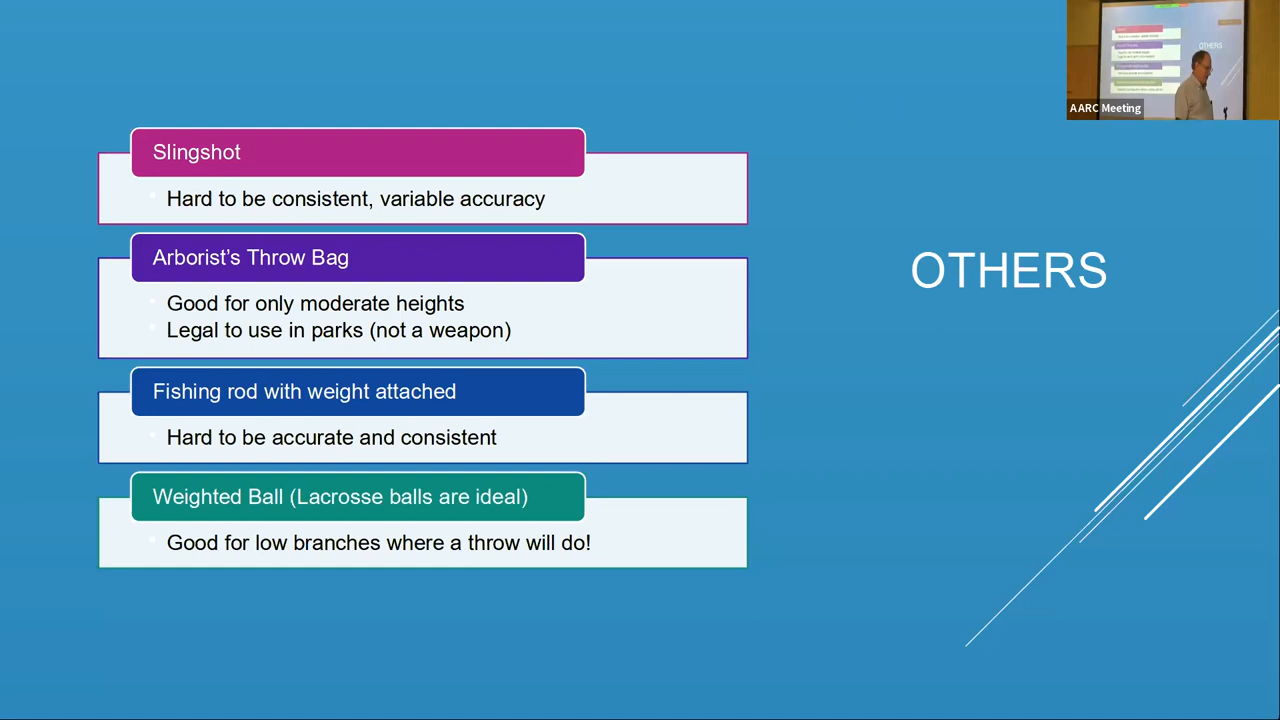 AARC Meeting
Slingshot
Hard to be consistent, variable accuracy
Arborist’s Throw Bag
Good for only moderate heights
Legal to use in parks (not a weapon)
Fishing rod with weight attached
Hard to be accurate and consistent
Weighted Ball (Lacrosse balls are ideal)
Good for low branches where a throw will do!
OTHERS